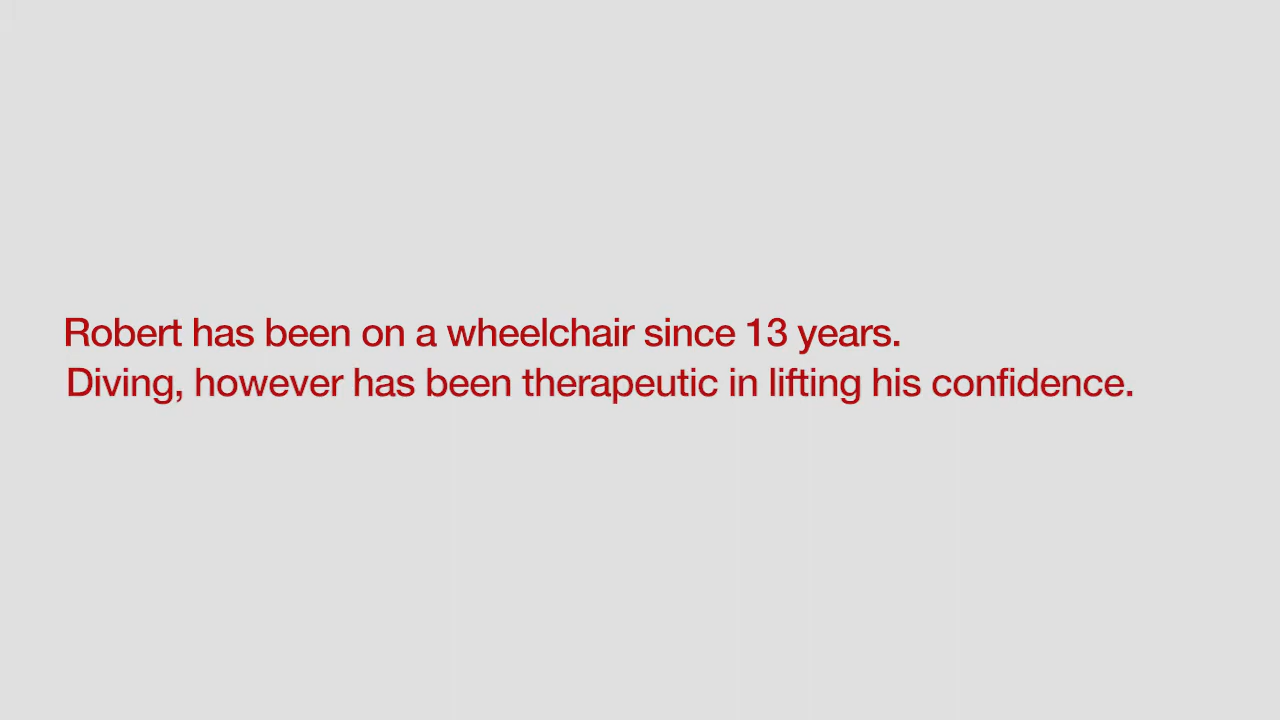 Robert has been on a wheelchair since 13 years.
Diving, however has been therapeutic in lifting his confidence.